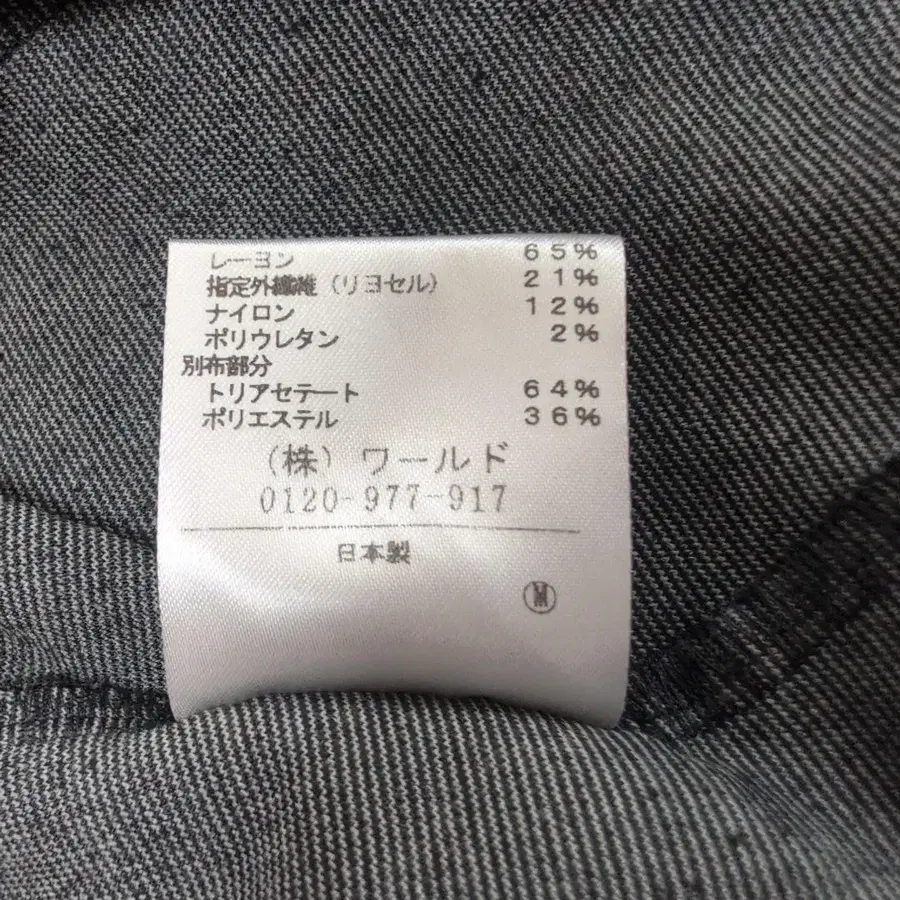 レーヨン 65%
指定外繊維(リヨセル) 21%
ナイロン 12%
ポリウレタン 2%
別布部分
トリアセテート 64%
ポリエステル 36%
(株)ワールド
0120-977-917
日本製
Ⓜ